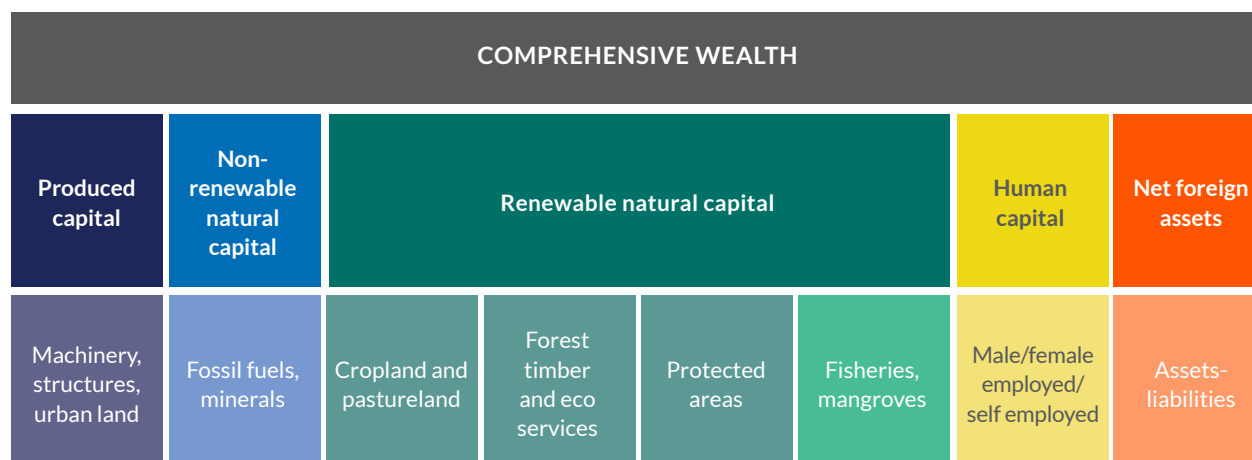 COMPREHENSIVE WEALTH
Produced
capital
Non-
renewable
natural
capital
Renewable natural capital
Human
capital
Net foreign
assets
Machinery,
structures,
urban land
Fossil fuels,
minerals
Cropland and
pastureland
Forest
timber
and eco
services
Protected
areas
Fisheries,
mangroves
Male/female
employed/
self employed
Assets-
liabilities